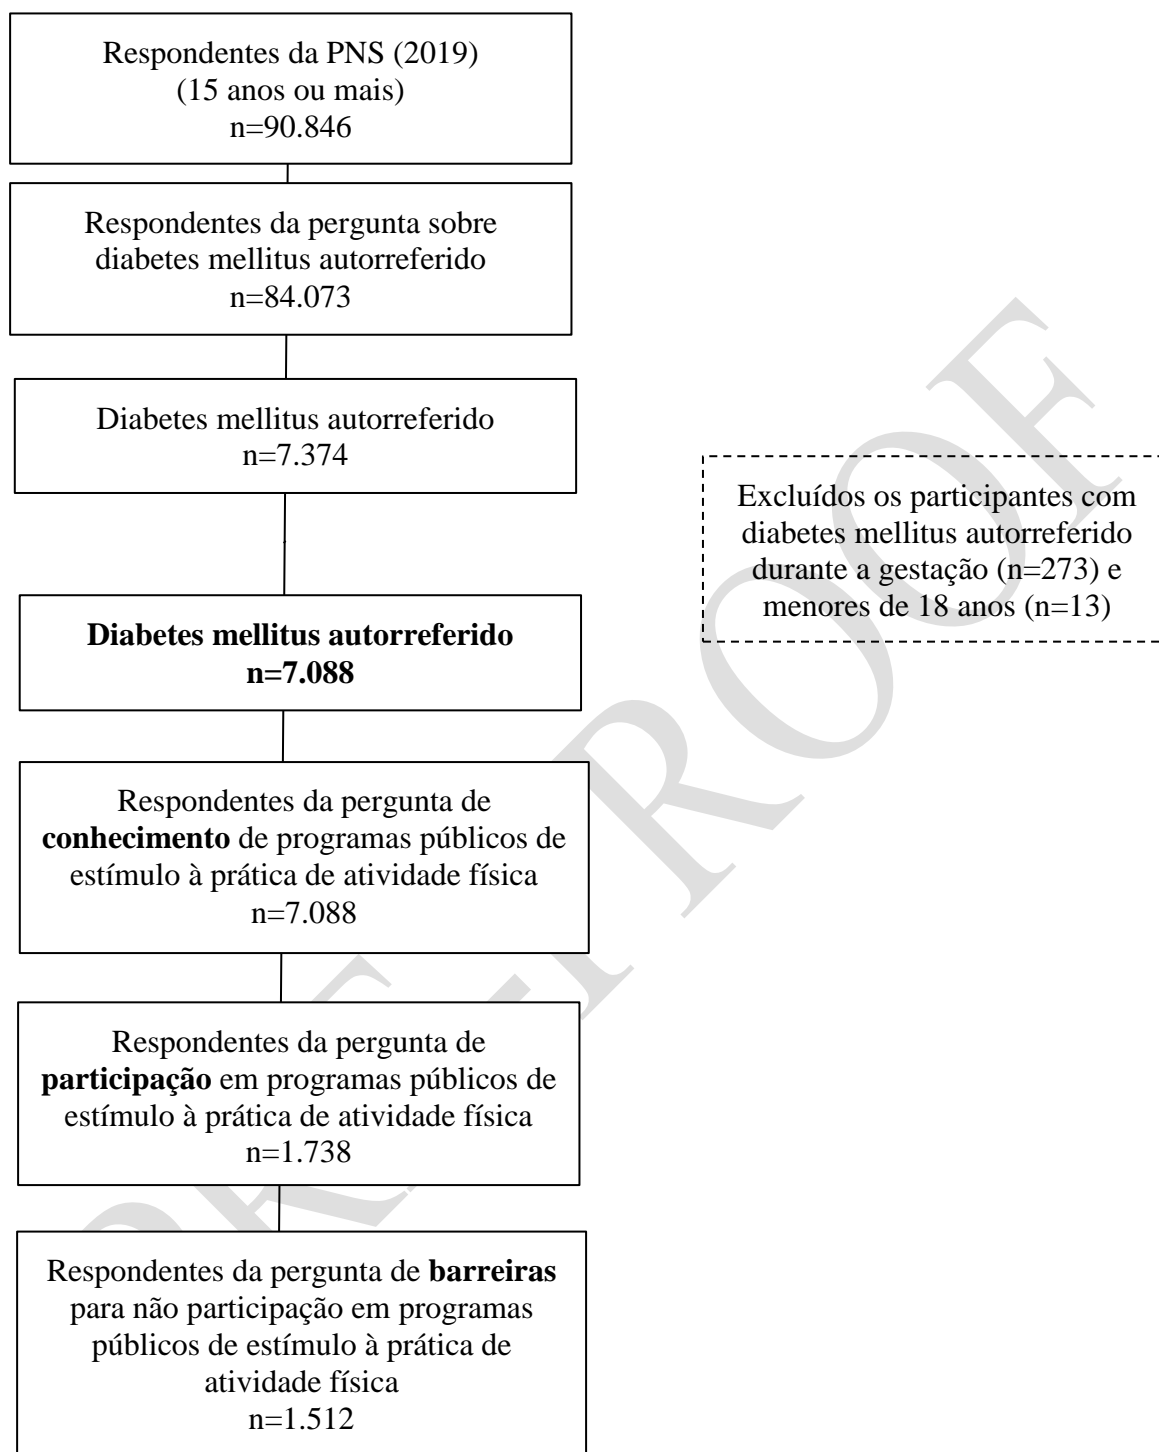 Respondentes da PNS (2019)
(15 anos ou mais)
n=90.846
Respondentes da pergunta sobre
diabetes mellitus autorreferido
n=84.073
Diabetes mellitus autorreferido
n=7.374
Excluídos os participantes com
diabetes mellitus autorreferido
durante a gestação (n=273) e
menores de 18 anos (n=13)
Diabetes mellitus autorreferido
n=7.088
Respondentes da pergunta de
conhecimento de programas públicos de
estímulo à prática de atividade física
n=7.088
Respondentes da pergunta de
participação em programas públicos de
estímulo à prática de atividade física
n=1.738
Respondentes da pergunta de barreiras
para não participação em programas
públicos de estímulo à prática de
atividade física
n=1.512
PRE-PROOF